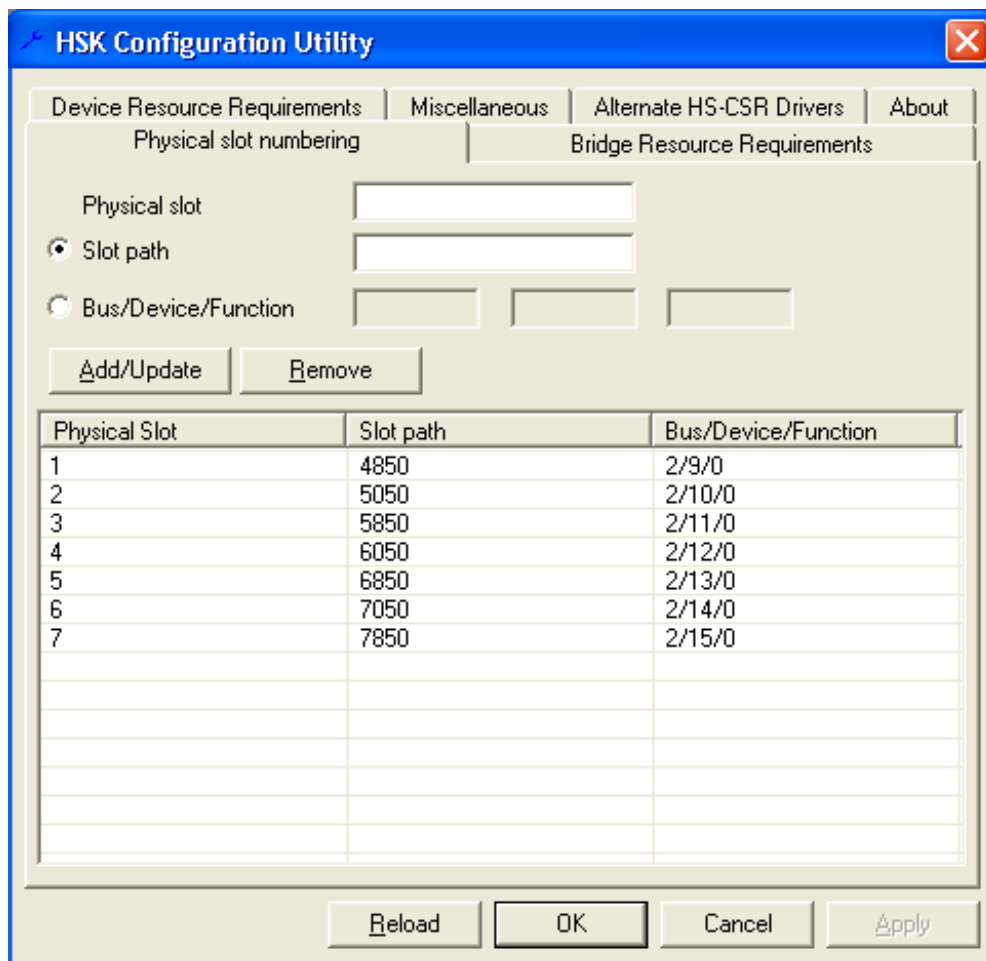 HSK Configuration Utility
Device Resource Requirements Miscellaneous Alternate HS-CSR Drivers About
Physical slot numbering Bridge Resource Requirements
Physical slot
Slot path
Bus/Device/Function
Add/Update Remove
Physical Slot Slot path Bus/Device/Function
1 4850 2/9/0
2 5050 2/10/0
3 5850 2/11/0
4 6050 2/12/0
5 6850 2/13/0
6 7050 2/14/0
7 7850 2/15/0
Reload OK Cancel Apply